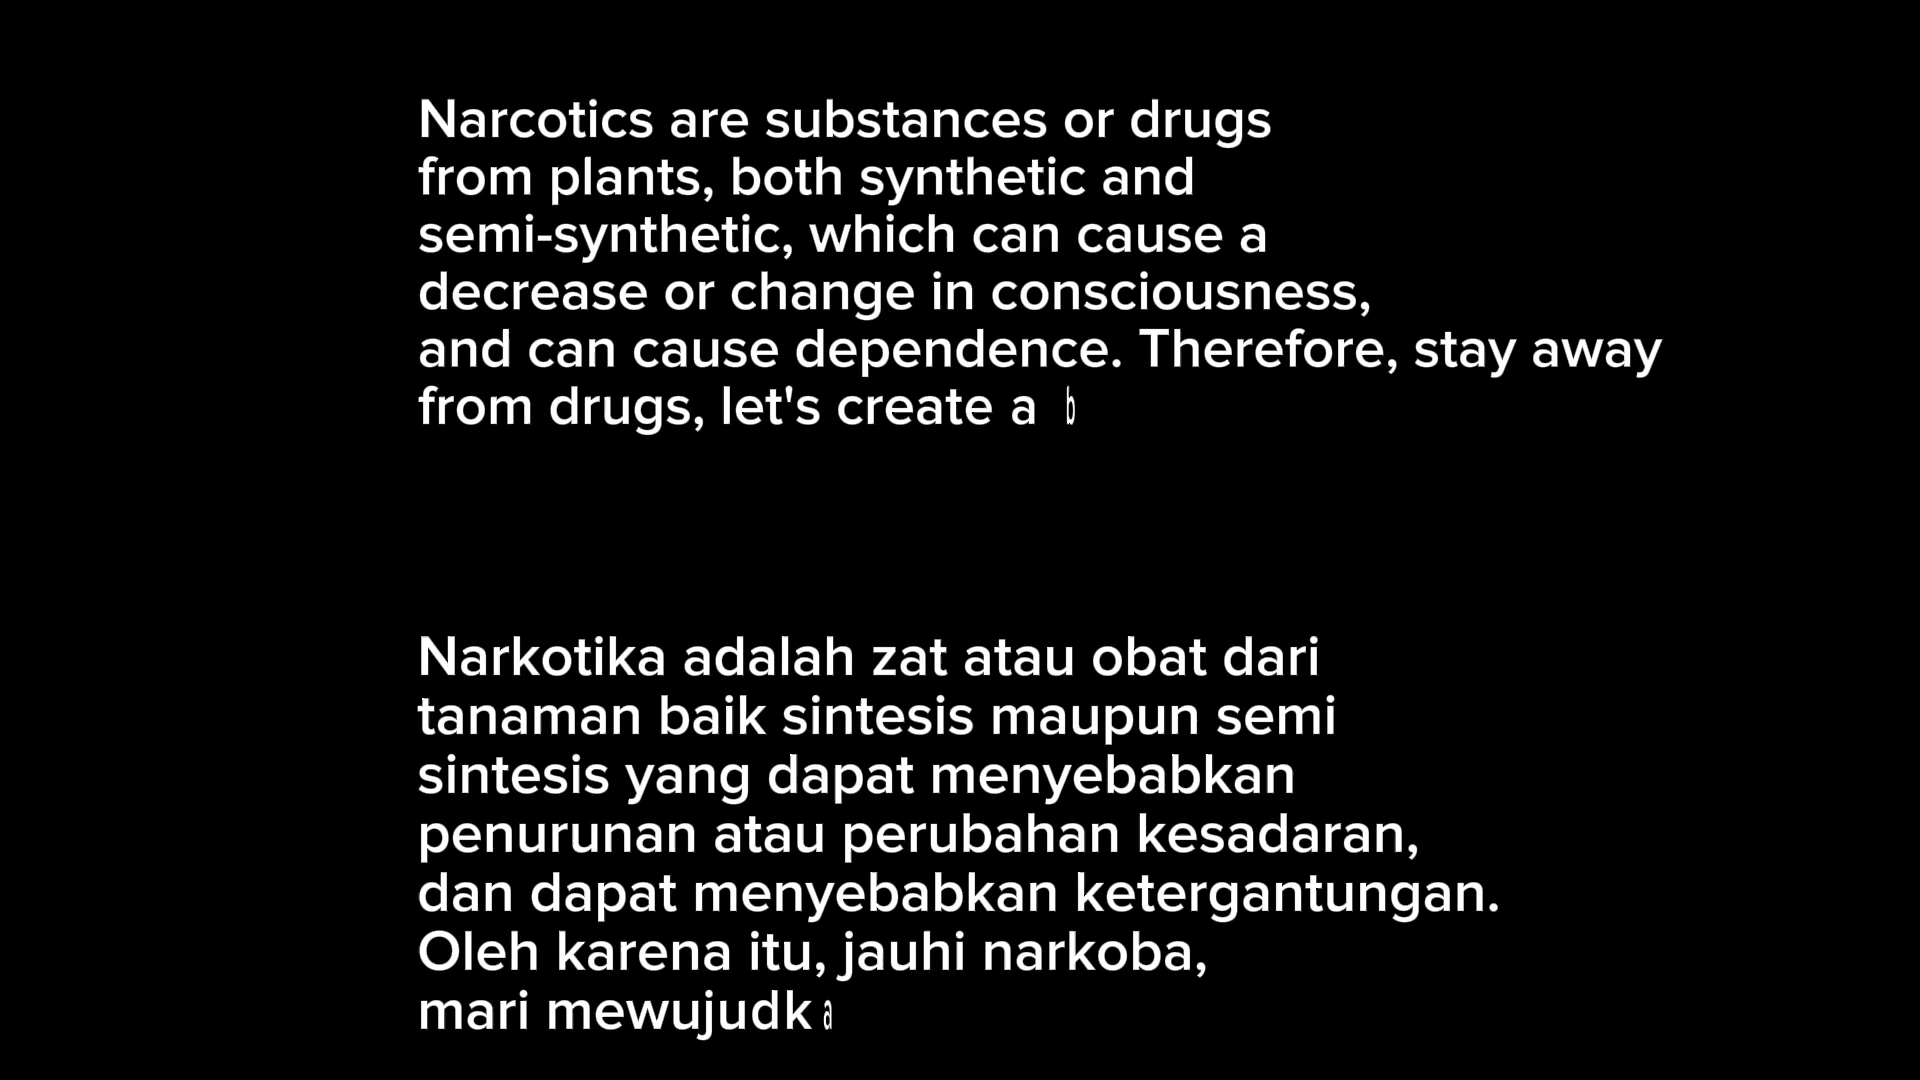 Narcotics are substances or drugs
from plants, both synthetic and
semi-synthetic, which can cause a
decrease or change in consciousness,
and can cause dependence. Therefore, stay away
from drugs, let's create a b
Narkotika adalah zat atau obat dari
tanaman baik sintesis maupun semi
sintesis yang dapat menyebabkan
penurunan atau perubahan kesadaran,
dan dapat menyebabkan ketergantungan.
Oleh karena itu, jauhi narkoba,
mari mewujudka